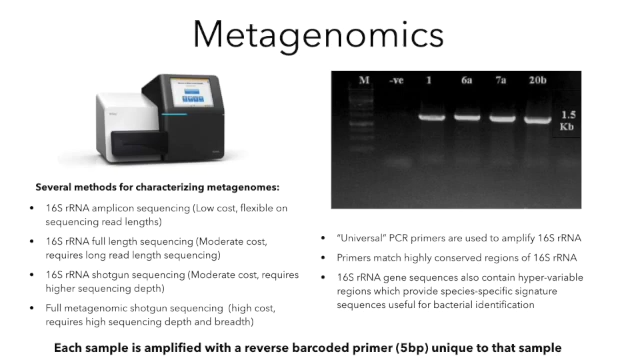 Metagenomics
M -ve 1 6a 7a 20b
1.5
Kb
Several methods for characterizing metagenomes:
• 16S rRNA amplicon sequencing (Low cost, flexible on
sequencing read lengths)
• 16S rRNA full length sequencing (Moderate cost,
requires long read length sequencing)
• 16S rRNA shotgun sequencing (Moderate cost, requires
higher sequencing depth)
• Full metagenomic shotgun sequencing (high cost,
requires high sequencing depth and breadth)
• "Universal" PCR primers are used to amplify 16S rRNA
• Primers match highly conserved regions of 16S rRNA
• 16S rRNA gene sequences also contain hyper-variable
regions which provide species-specific signature
sequences useful for bacterial identification
Each sample is amplified with a reverse barcoded primer (5bp) unique to that sample